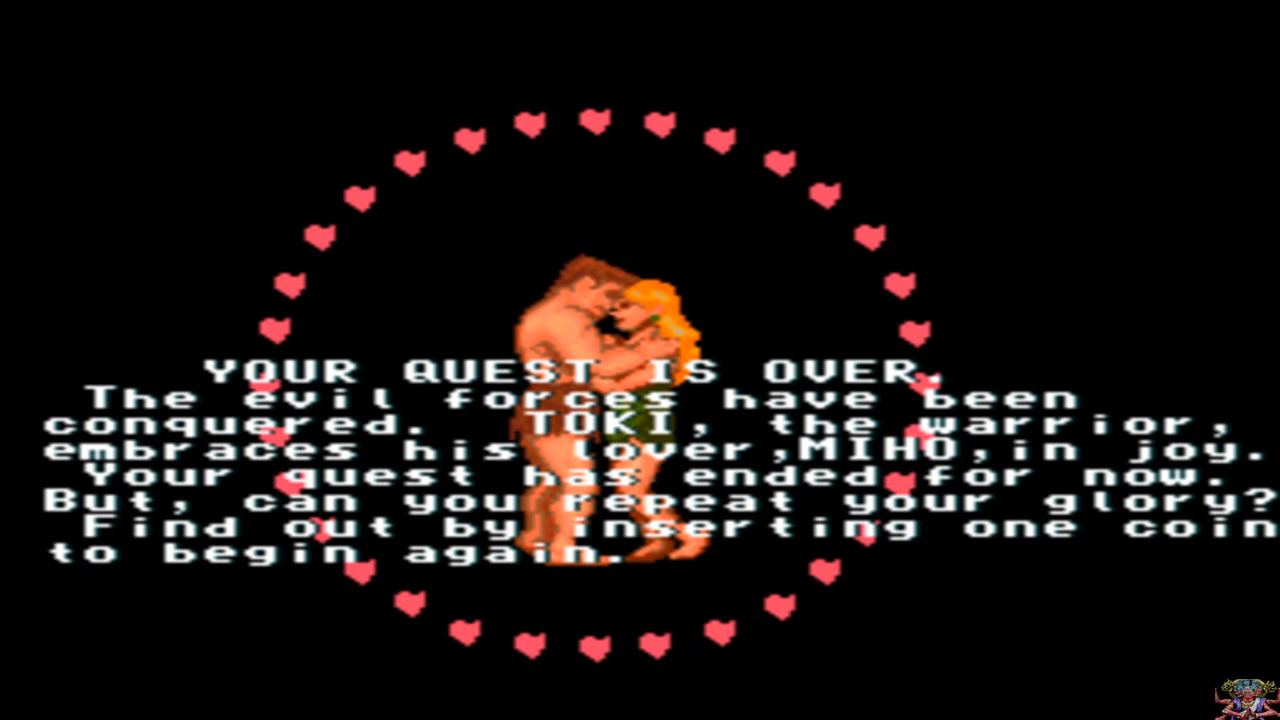 YOUR QUEST IS OVER.
The evil forces have been
conquered. TOKI, the warrior,
embraces his lover,MIHO,in joy.
Your quest has ended for now.
But, can you repeat your glory?
Find out by inserting one coin
to begin again.